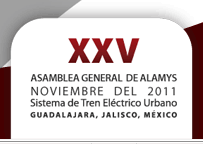 XXV
ASAMBLEA GENERAL DE ALAMYS
NOVIEMBRE DEL 2011
Sistema de Tren Eléctrico Urbano
GUADALAJARA, JALISCO, MÉXICO